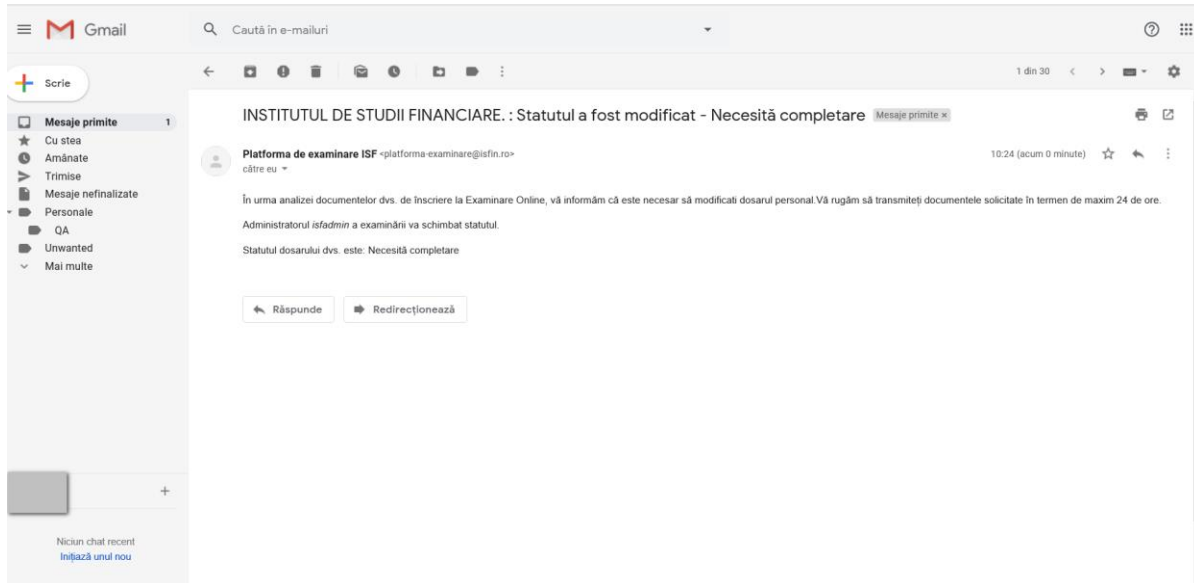 Gmail
Caută în e-mailuri
Scrie
1 din 30
Mesaje primite 1
Cu stea
Amânate
Trimise
Mesaje nefinalizate
Personale
QA
Unwanted
Mai multe
INSTITUTUL DE STUDII FINANCIARE. : Statutul a fost modificat - Necesită completare Mesaje primite ×
Platforma de examinare ISF <platforma-examinare@isfin.ro>
10:24 (acum 0 minute)
către eu
În urma analizei documentelor dvs. de înscriere la Examinare Online, vă informăm că este necesar să modificati dosarul personal.Vă rugăm să transmiteți documentele solicitate în termen de maxim 24 de ore.
Administratorul isfadmin a examinării va schimbat statutul.
Statutul dosarului dvs. este: Necesită completare
Răspunde
Redirecționează
Niciun chat recent
Inițiază unul nou